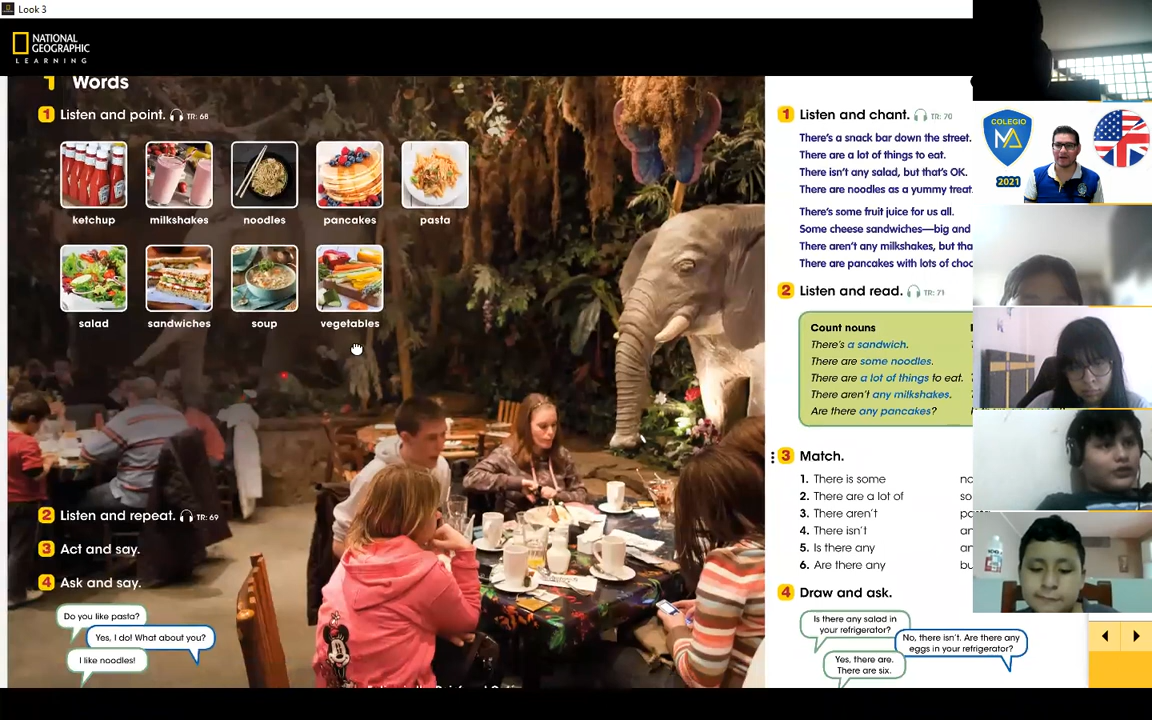 Look 3
NATIONAL
GEOGRAPHIC
LEARNING
1 Words
1 Listen and point. TR: 68
ketchup
milkshakes
noodles
pancakes
pasta
salad
sandwiches
soup
vegetables
2 Listen and repeat. TR: 69
3 Act and say.
4 Ask and say.
Do you like pasta?
Yes, I do! What about you?
I like noodles!
1 Listen and chant. TR: 70
There's a snack bar down the street.
There are a lot of things to eat.
There isn't any salad, but that's OK.
There are noodles as a yummy treat.
There's some fruit juice for us all.
Some cheese sandwiches—big and
There aren't any milkshakes, but tha
There are pancakes with lots of choc
2 Listen and read. TR: 71
Count nouns
There's a sandwich.
There are some noodles.
There are a lot of things to eat.
There aren't any milkshakes.
Are there any pancakes?
3 Match.
1. There is some no
2. There are a lot of so
3. There aren't pasta
4. There isn't an
5. Is there any an
6. Are there any bu
4 Draw and ask.
Is there any salad in
your refrigerator?
No, there isn't. Are there any
eggs in your refrigerator?
Yes, there are.
There are six.
COLEGIO
MA
2021